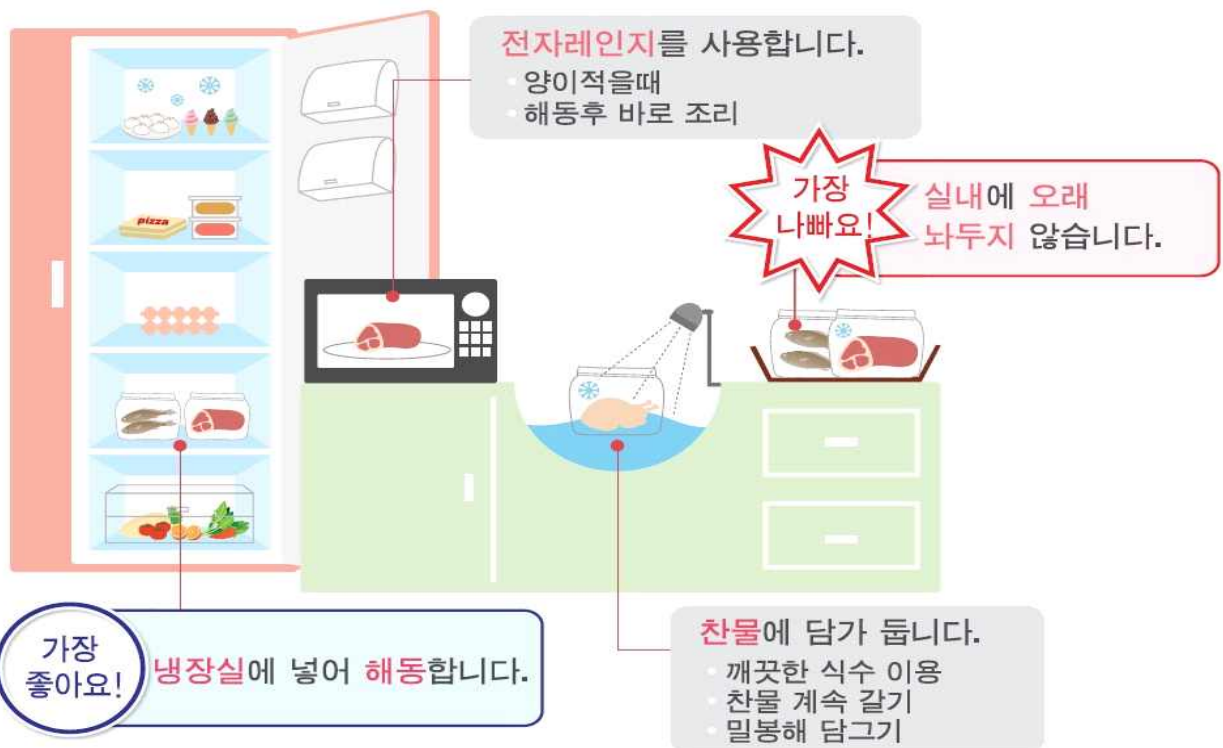 전자레인지를 사용합니다.
양이적을때
해동후 바로 조리
가장
나빠요!
실내에 오래
놔두지 않습니다.
pizza
가장
좋아요!
냉장실에 넣어 해동합니다.
찬물에 담가 둡니다.
깨끗한 식수 이용
찬물 계속 갈기
밀봉해 담그기